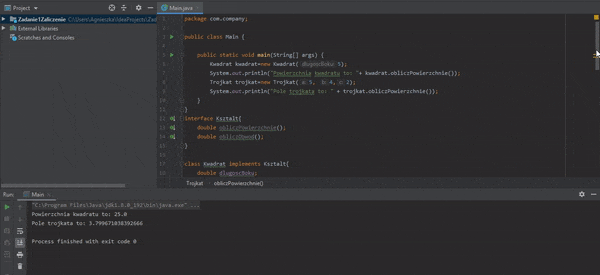 Project
Main.java
Zadanie1Zaliczenie C:\Users\Agnieszka\IdeaProjects\Zad
External Libraries
Scratches and Consoles
package com.company;
public class Main {
public static void main(String[] args) {
Kwadrat kwadrat=new Kwadrat( dlugoscBoku: 5);
System.out.println("Powierzchnia kwadratu to: "+ kwadrat.obliczPowierzchnie());
Trojkat trojkat=new Trojkat( a: 5, b: 4, c: 2);
System.out.println("Pole trojkata to: " + trojkat.obliczPowierzchnie());
}
}
interface Ksztalt{
double obliczPowierzchnie();
double obliczObwod();
}
class Kwadrat implements Ksztalt{
double dlugoscBoku;
Trojkat obliczPowierzchnie()
Run: Main
"C:\Program Files\Java\jdk1.8.0_192\bin\java.exe" ...
Powierzchnia kwadratu to: 25.0
Pole trojkata to: 3.799671038392666
Process finished with exit code 0